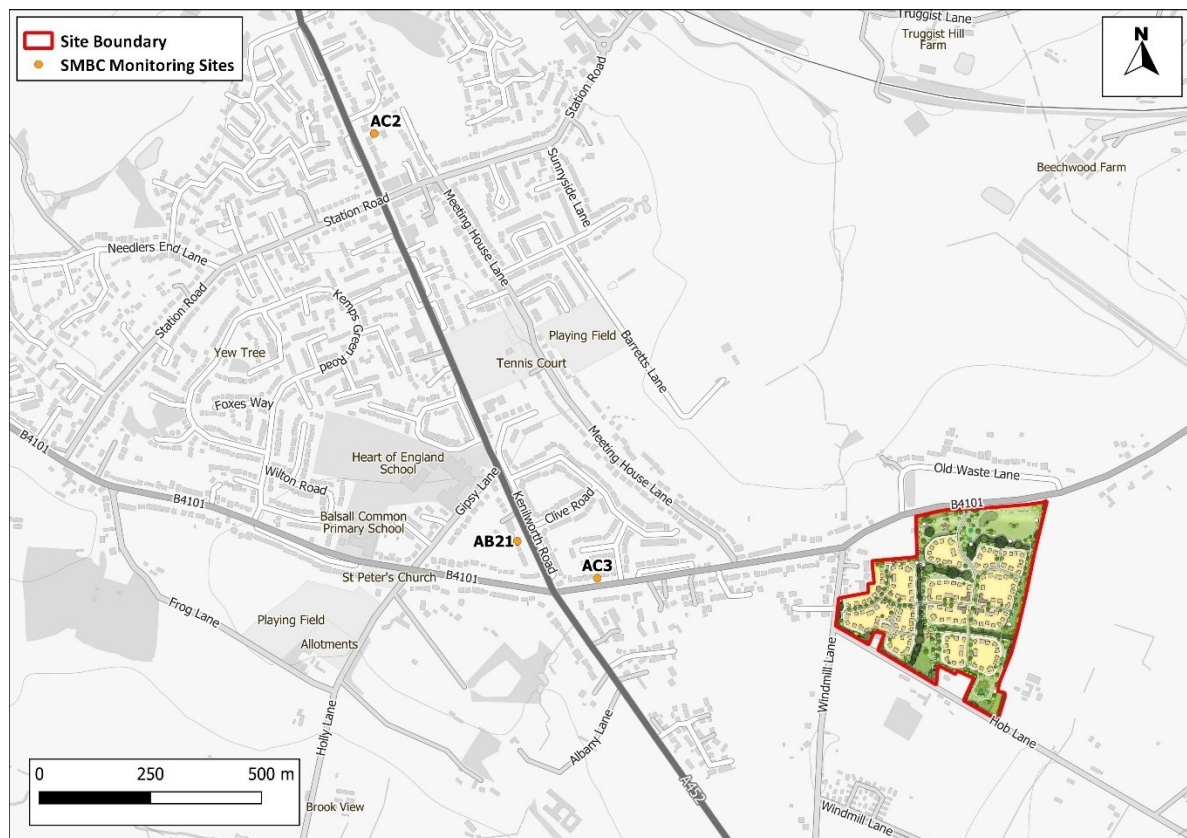 Site Boundary
SMBC Monitoring Sites
Truggist Lane
Truggist Hill
Farm
N
Station Road
AC2
Sunnyside Lane
Beechwood Farm
Meeting House Lane
Station Road
Needlers End Lane
Station Road
Kemps Green Road
Yew Tree
Playing Field
Tennis Court
Barretts Lane
Foxes Way
Heart of England
School
Meeting House Lane
B4101
Wilton Road
Gipsy Lane
Kenilworth Road
Clive Road
Old Waste Lane
B4101
B4101
Balsall Common
Primary School
AB21
St Peter's Church
B4101
AC3
Frog Lane
Playing Field
Allotments
Windmill Lane
Holly Lane
Albany Lane
Hob Lane
A452
0 250 500 m
Brook View
Windmill Lane